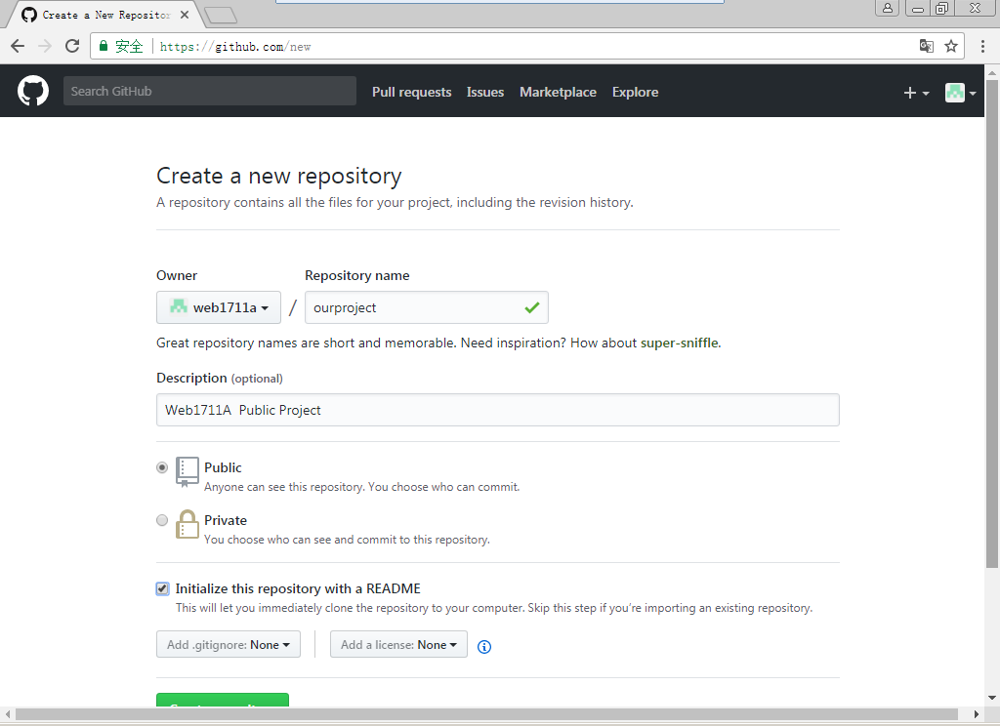 Create a New Repositor
安全 https://github.com/new
Search GitHub Pull requests Issues Marketplace Explore
Create a new repository
A repository contains all the files for your project, including the revision history.
Owner Repository name
web1711a / ourproject
Great repository names are short and memorable. Need inspiration? How about super-sniffle.
Description (optional)
Web1711A  Public Project
Public
Anyone can see this repository. You choose who can commit.
Private
You choose who can see and commit to this repository.
Initialize this repository with a README
This will let you immediately clone the repository to your computer. Skip this step if you’re importing an existing repository.
Add .gitignore: None Add a license: None